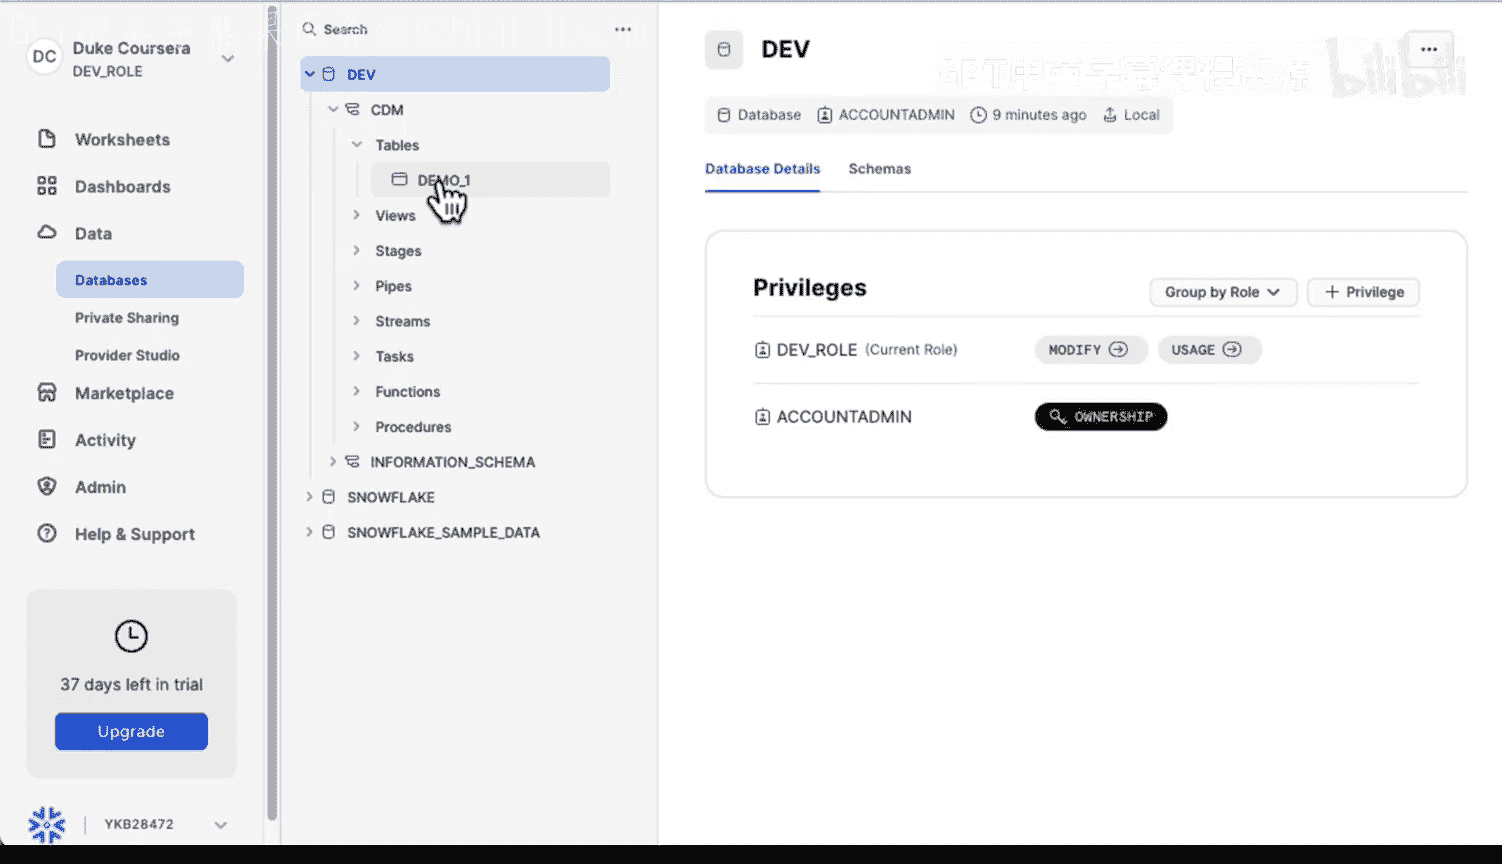 DC
Duke Coursera
DEV_ROLE
Worksheets
Dashboards
Data
Databases
Private Sharing
Provider Studio
Marketplace
Activity
Admin
Help & Support
37 days left in trial
Upgrade
YKB28472
Search
DEV
CDM
Tables
DEMO_1
Views
Stages
Pipes
Streams
Tasks
Functions
Procedures
INFORMATION_SCHEMA
SNOWFLAKE
SNOWFLAKE_SAMPLE_DATA
DEV
Database ACCOUNTADMIN 9 minutes ago Local
Database Details Schemas
Privileges
Group by Role + Privilege
DEV_ROLE (Current Role) MODIFY USAGE
ACCOUNTADMIN OWNERSHIP
bilibili